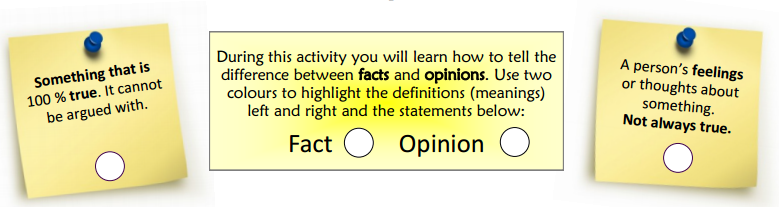 Something that is
100 % true. It cannot
be argued with.
During this activity you will learn how to tell the
difference between facts and opinions. Use two
colours to highlight the definitions (meanings)
left and right and the statements below:
Fact Opinion
A person's feelings
or thoughts about
something.
Not always true.